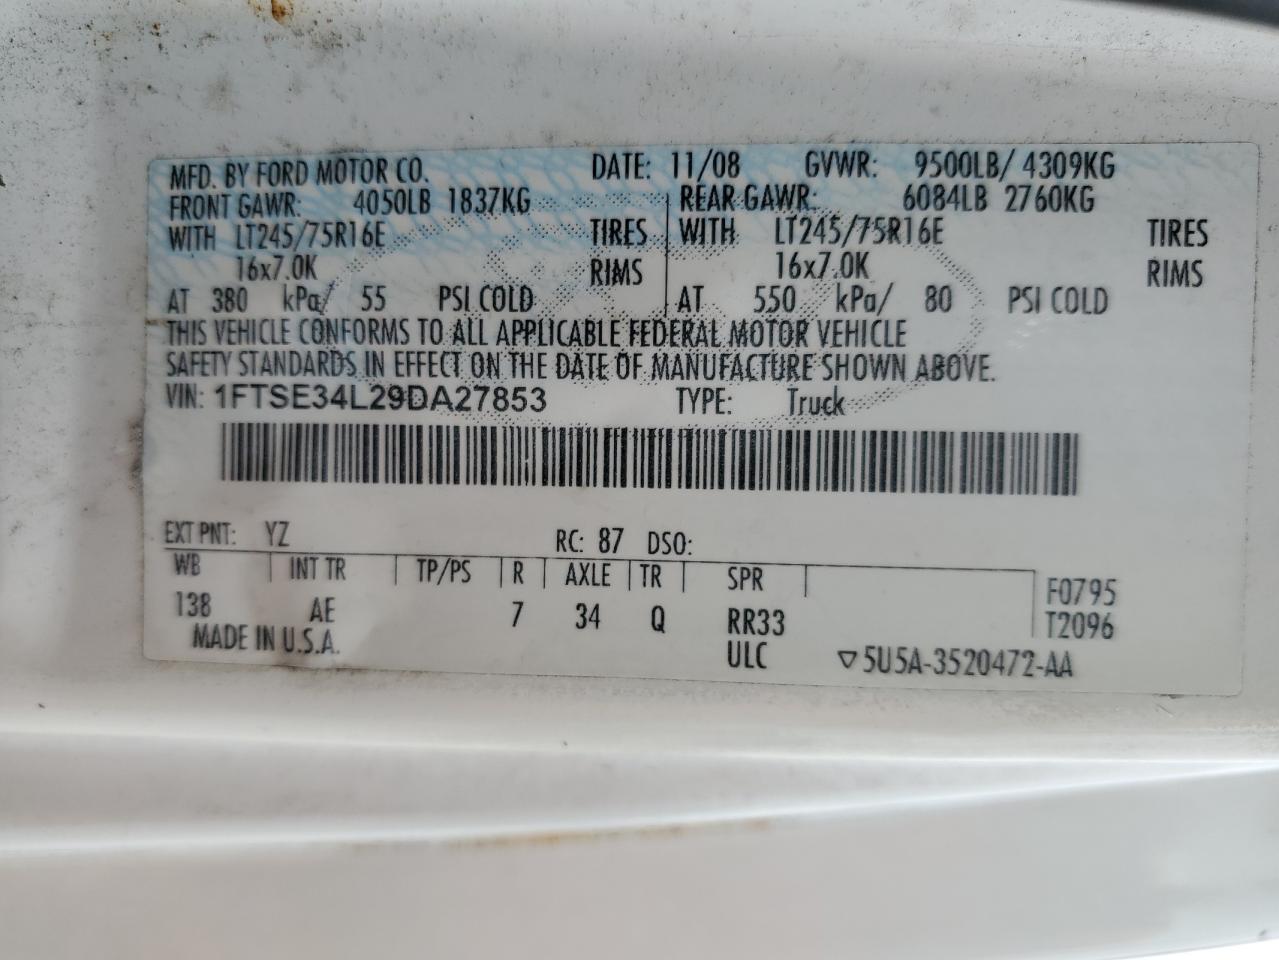 MFD. BY FORD MOTOR CO. DATE: 11/08 GVWR: 9500LB/ 4309KG
FRONT GAWR: 4050LB 1837KG REAR GAWR: 6084LB 2760KG
WITH LT245/75R16E TIRES WITH LT245/75R16E TIRES
16x7.0K RIMS 16x7.0K RIMS
AT 380 kPa/ 55 PSI COLD AT 550 kPa/ 80 PSI COLD
THIS VEHICLE CONFORMS TO ALL APPLICABLE FEDERAL MOTOR VEHICLE
SAFETY STANDARDS IN EFFECT ON THE DATE OF MANUFACTURE SHOWN ABOVE.
VIN: 1FTSE34L29DA27853 TYPE: Truck
EXT PNT: YZ RC: 87 DSO:
WB INT TR TP/PS R AXLE TR SPR F0795
138 AE 7 34 Q RR33 T2096
MADE IN U.S.A. ULC ▽5U5A-3520472-AA